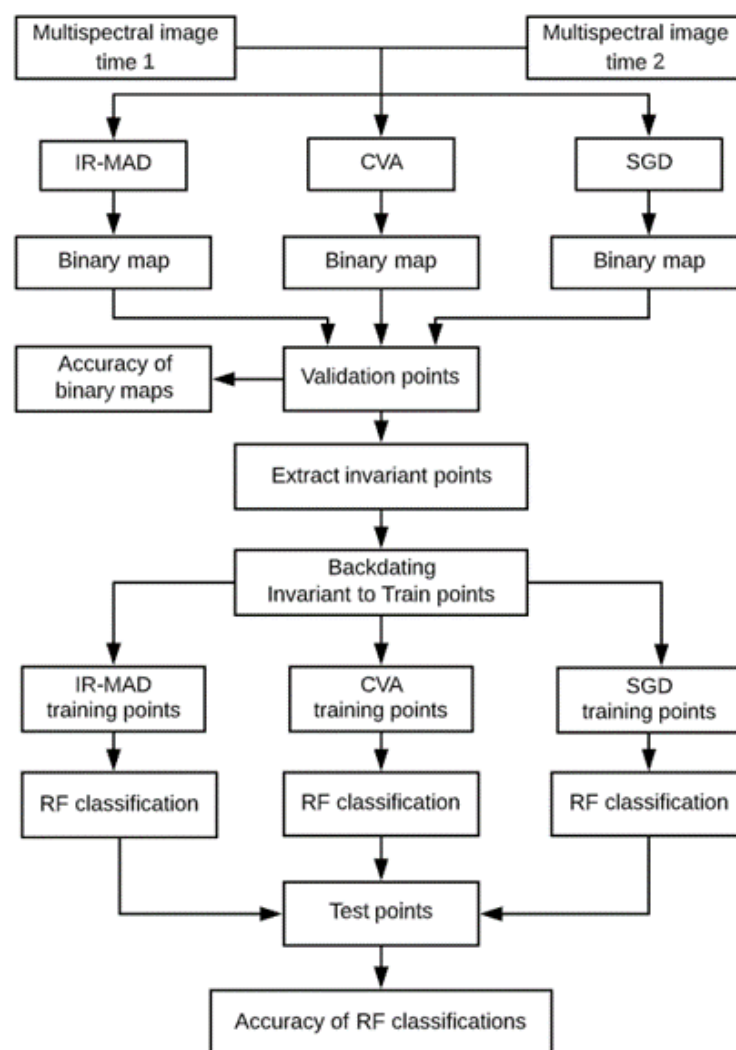 Multispectral image
time 1
Multispectral image
time 2
IR-MAD
CVA
SGD
Binary map
Binary map
Binary map
Accuracy of
binary maps
Validation points
Extract invariant points
Backdating
Invariant to Train points
IR-MAD
training points
CVA
training points
SGD
training points
RF classification
RF classification
RF classification
Test points
Accuracy of RF classifications